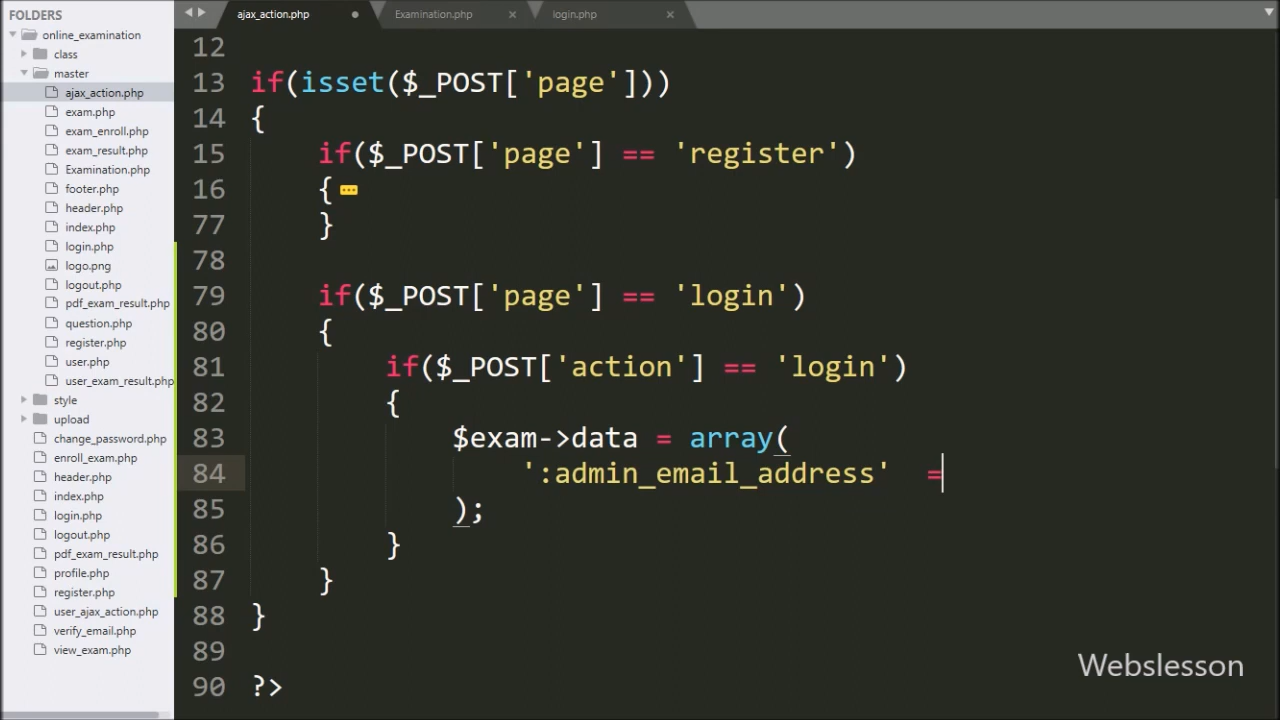 FOLDERS
online_examination
class
master
ajax_action.php
exam.php
exam_enroll.php
exam_result.php
Examination.php
footer.php
header.php
index.php
login.php
logo.png
logout.php
pdf_exam_result.php
question.php
register.php
user.php
user_exam_result.php
style
upload
change_password.php
enroll_exam.php
header.php
index.php
login.php
logout.php
pdf_exam_result.php
profile.php
register.php
user_ajax_action.php
verify_email.php
view_exam.php
ajax_action.php Examination.php login.php
12
13 if(isset($_POST['page']))
14 {
15 if($_POST['page'] == 'register')
16 {
77 }
78
79 if($_POST['page'] == 'login')
80 {
81 if($_POST['action'] == 'login')
82 {
83 $exam->data = array(
84 ':admin_email_address' =
85 );
86 }
87 }
88 }
89
90 ?>
Webslesson